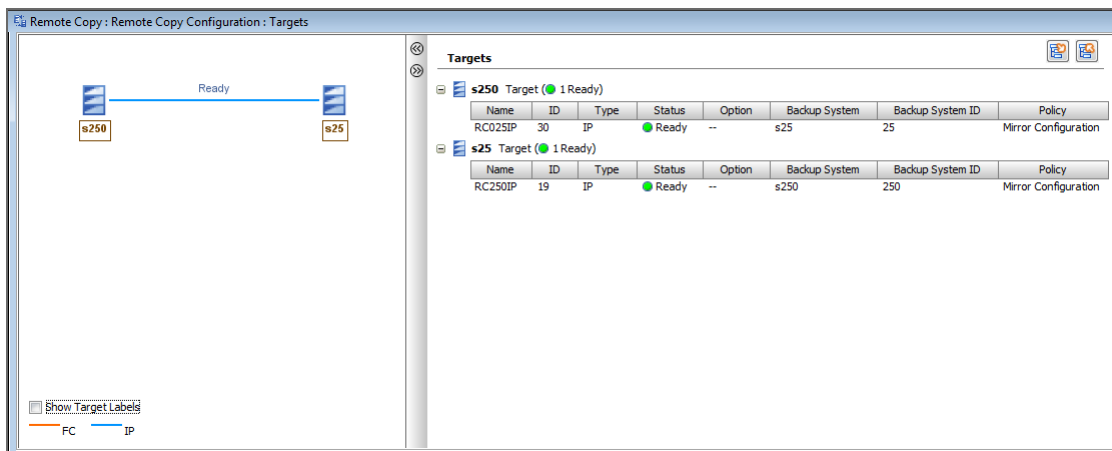 Remote Copy : Remote Copy Configuration : Targets
Ready
s250 s25
Show Target Labels
FC IP
Targets
s250 Target ( 1 Ready)
Name ID Type Status Option Backup System Backup System ID Policy
RC025IP 30 IP Ready -- s25 25 Mirror Configuration
s25 Target ( 1 Ready)
Name ID Type Status Option Backup System Backup System ID Policy
RC250IP 19 IP Ready -- s250 250 Mirror Configuration